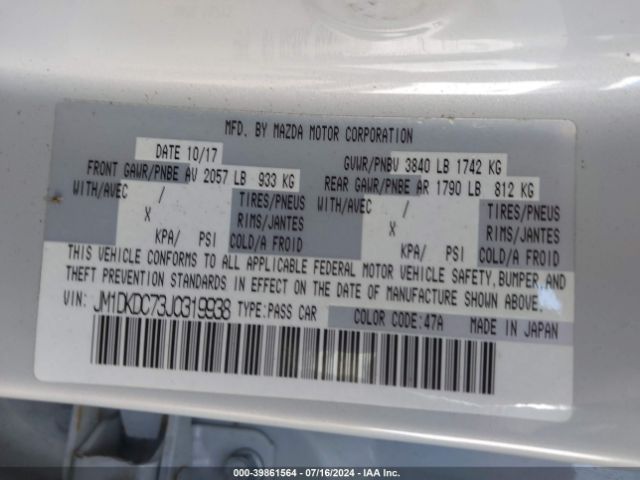 MFD. BY MAZDA MOTOR CORPORATION
DATE 10/17 GVWR/PNBV 3840 LB 1742 KG
FRONT GAWR/PNBE AV 2057 LB 933 KG REAR GAWR/PNBE AR 1790 LB 812 KG
WITH/AVEC / TIRES/PNEUS WITH/AVEC / TIRES/PNEUS
X RIMS/JANTES X RIMS/JANTES
KPA/ PSI COLD/A FROID KPA/ PSI COLD/A FROID
THIS VEHICLE CONFORMS TO ALL APPLICABLE FEDERAL MOTOR VEHICLE SAFETY, BUMPER, AND
THEFT PREVENTION STANDARDS IN EFFECT ON THE DATE OF MANUFACTURE SHOWN ABOVE.
VIN: JM1DKDC73J0319938 TYPE:PASS CAR COLOR CODE:47A MADE IN JAPAN
000-39861564 | 07/16/2024 | IAA Inc.